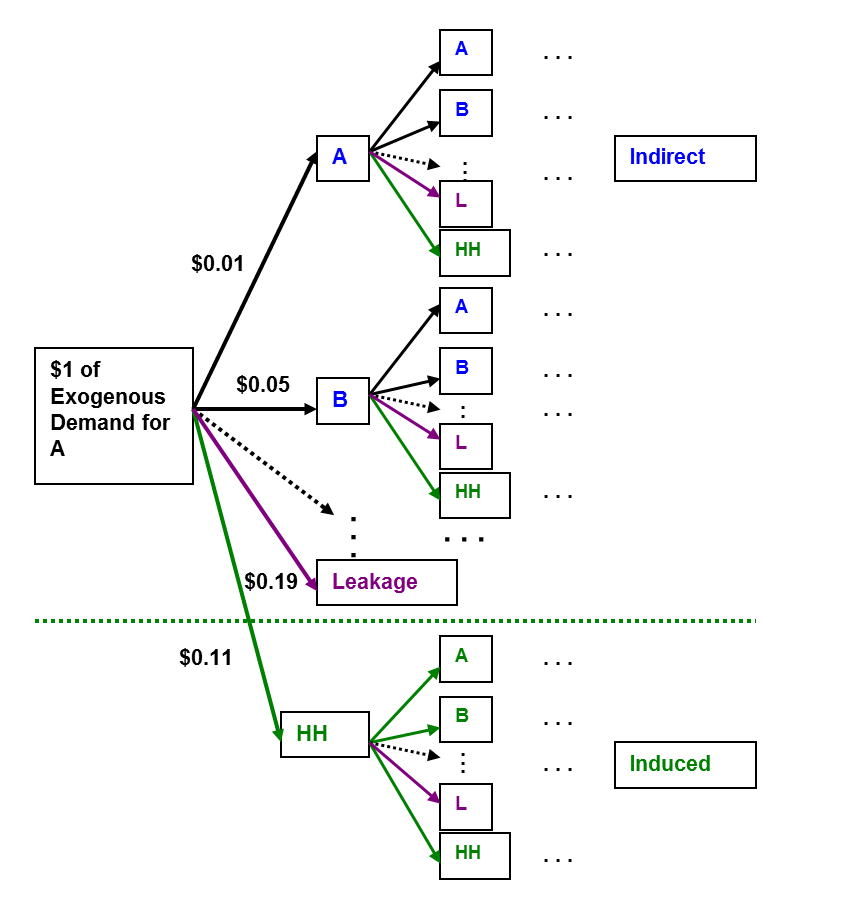 A
. . .
B
. . .
A
Indirect
⋮
. . .
L
HH
. . .
$0.01
A
. . .
$1 of
Exogenous
Demand for
A
$0.05
B
B
. . .
⋮
. . .
L
HH
. . .
⋮
. . .
$0.19
Leakage
$0.11
A
. . .
B
. . .
HH
⋮
. . .
Induced
L
HH
. . .